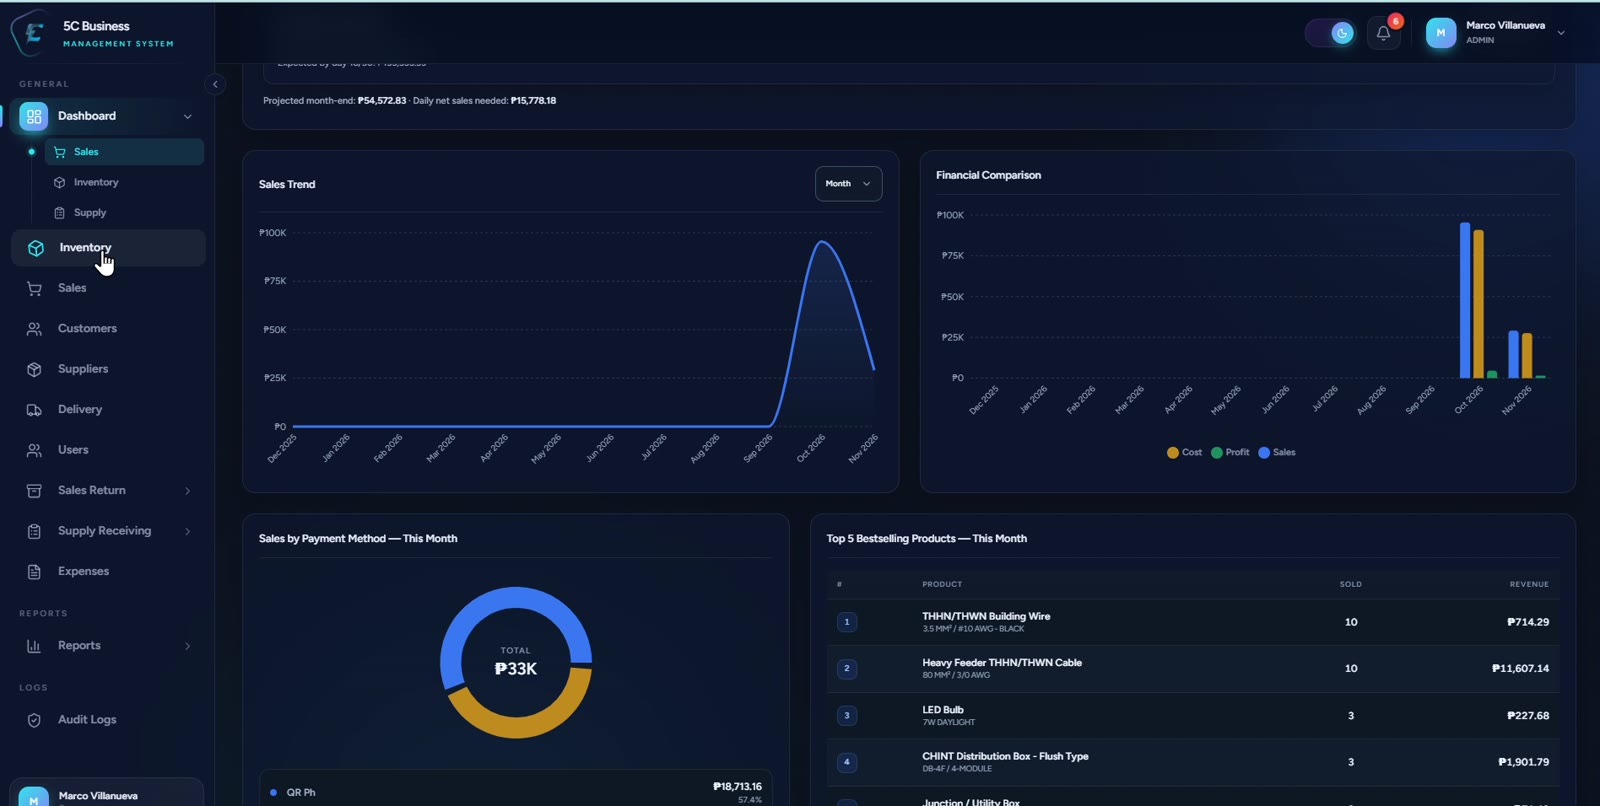 5C Business
MANAGEMENT SYSTEM
6
M
Marco Villanueva
ADMIN
GENERAL
Dashboard
Sales
Inventory
Supply
Inventory
Sales
Customers
Suppliers
Delivery
Users
Sales Return
Supply Receiving
Expenses
REPORTS
Reports
LOGS
Audit Logs
M
Marco Villanueva
Projected month-end: ₱54,572.83 · Daily net sales needed: ₱15,778.18
Sales Trend
Month
₱100K
₱75K
₱50K
₱25K
₱0
Dec 2025
Jan 2026
Feb 2026
Mar 2026
Apr 2026
May 2026
Jun 2026
Jul 2026
Aug 2026
Sep 2026
Oct 2026
Nov 2026
Financial Comparison
₱100K
₱75K
₱50K
₱25K
₱0
Dec 2025
Jan 2026
Feb 2026
Mar 2026
Apr 2026
May 2026
Jun 2026
Jul 2026
Aug 2026
Sep 2026
Oct 2026
Nov 2026
Cost Profit Sales
Sales by Payment Method — This Month
TOTAL
₱33K
QR Ph
₱18,713.16
57.4%
Top 5 Bestselling Products — This Month
# PRODUCT SOLD REVENUE
1 THHN/THWN Building Wire 10 ₱714.29
3.5 MM² / #10 AWG - BLACK
2 Heavy Feeder THHN/THWN Cable 10 ₱11,607.14
80 MM² / 3/0 AWG
3 LED Bulb 3 ₱227.68
7W DAYLIGHT
4 CHINT Distribution Box - Flush Type 3 ₱1,901.79
DB-4F / 4-MODULE
Junction / Utility Box